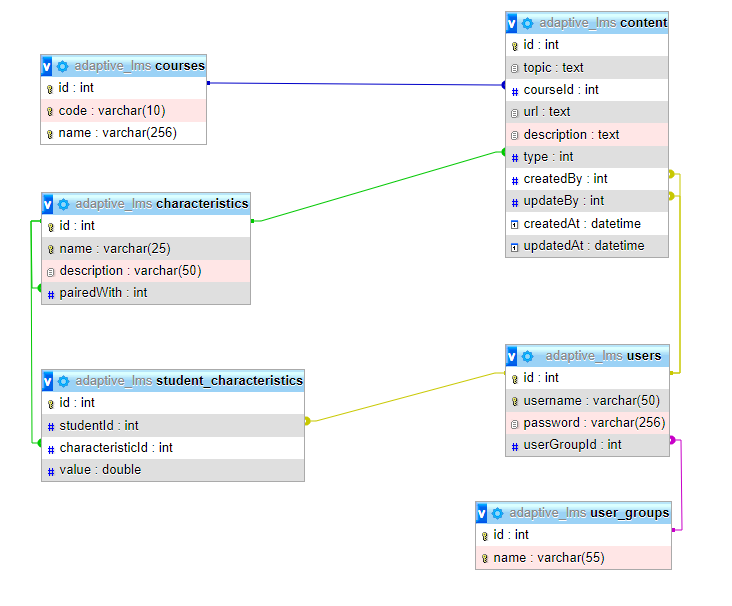 adaptive_lms courses
id : int
code : varchar(10)
name : varchar(256)
adaptive_lms content
id : int
topic : text
courseId : int
url : text
description : text
type : int
createdBy : int
updateBy : int
createdAt : datetime
updatedAt : datetime
adaptive_lms characteristics
id : int
name : varchar(25)
description : varchar(50)
pairedWith : int
adaptive_lms student_characteristics
id : int
studentId : int
characteristicId : int
value : double
adaptive_lms users
id : int
username : varchar(50)
password : varchar(256)
userGroupId : int
adaptive_lms user_groups
id : int
name : varchar(55)